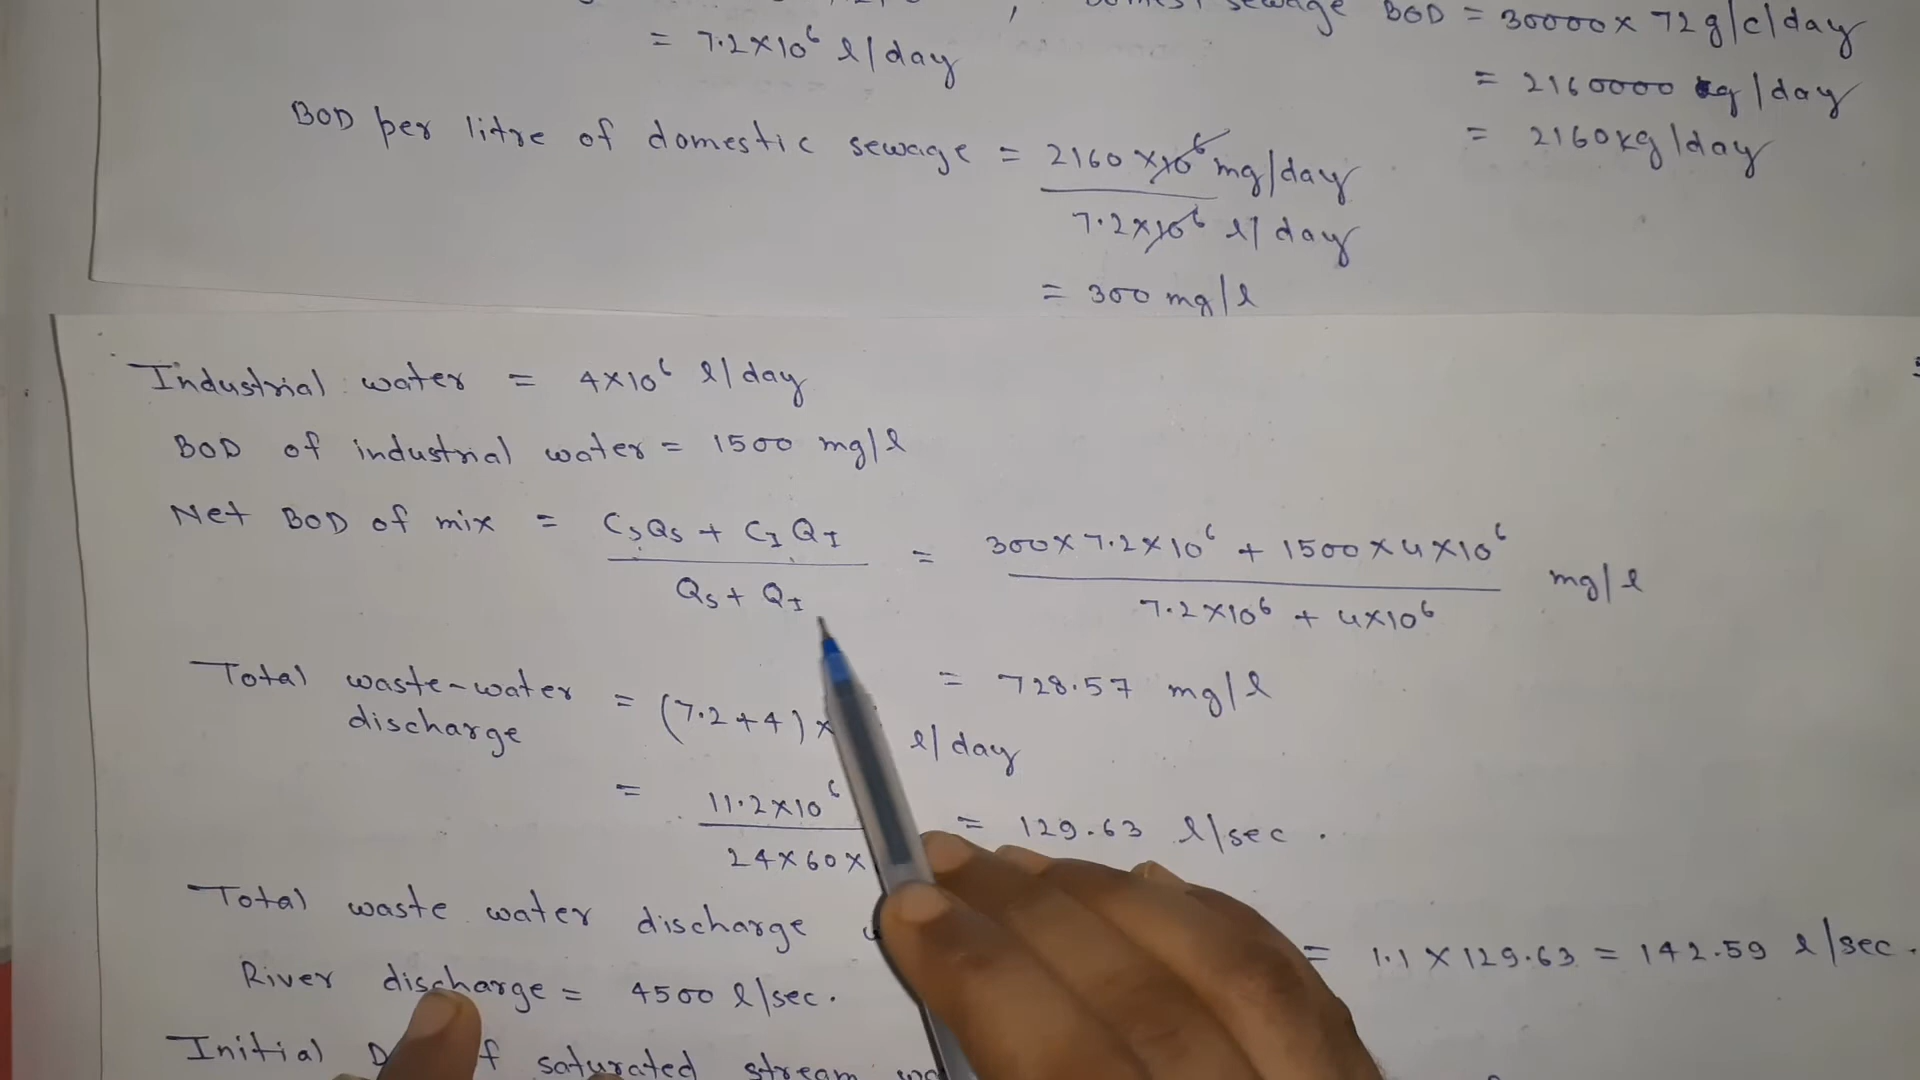 sewage BOD = 30000 x 72 g/c/day
= 7.2×10⁶ l/day
= 2160000 g/day
= 2160 kg/day
BOD per litre of domestic sewage = 2160 × 10⁶ mg/day
7.2×10⁶ l/day
= 300 mg/l
Industrial water = 4×10⁶ l/day
BOD of industrial water = 1500 mg/l
Net BOD of mix = CsQs + CI QI / Qs + QI = 300×7.2×10⁶ + 1500×4×10⁶ / 7.2×10⁶ + 4×10⁶ mg/l
= 728.57 mg/l
Total waste-water discharge = (7.2+4)× l/day
= 11.2×10⁶ / 24×60× = 129.63 l/sec.
Total waste water discharge = 1.1 × 129.63 = 142.59 l/sec.
River discharge = 4500 l/sec.
Initial saturated stream